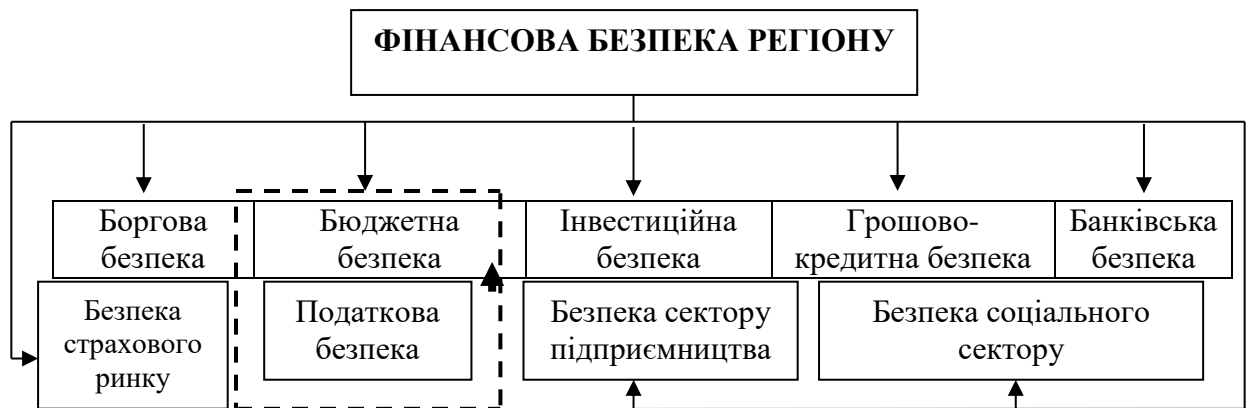 ФІНАНСОВА БЕЗПЕКА РЕГІОНУ
Боргова
безпека
Бюджетна
безпека
Інвестиційна
безпека
Грошово-
кредитна безпека
Банківська
безпека
Безпека
страхового
ринку
Податкова
безпека
Безпека сектору
підприємництва
Безпека соціального
сектору